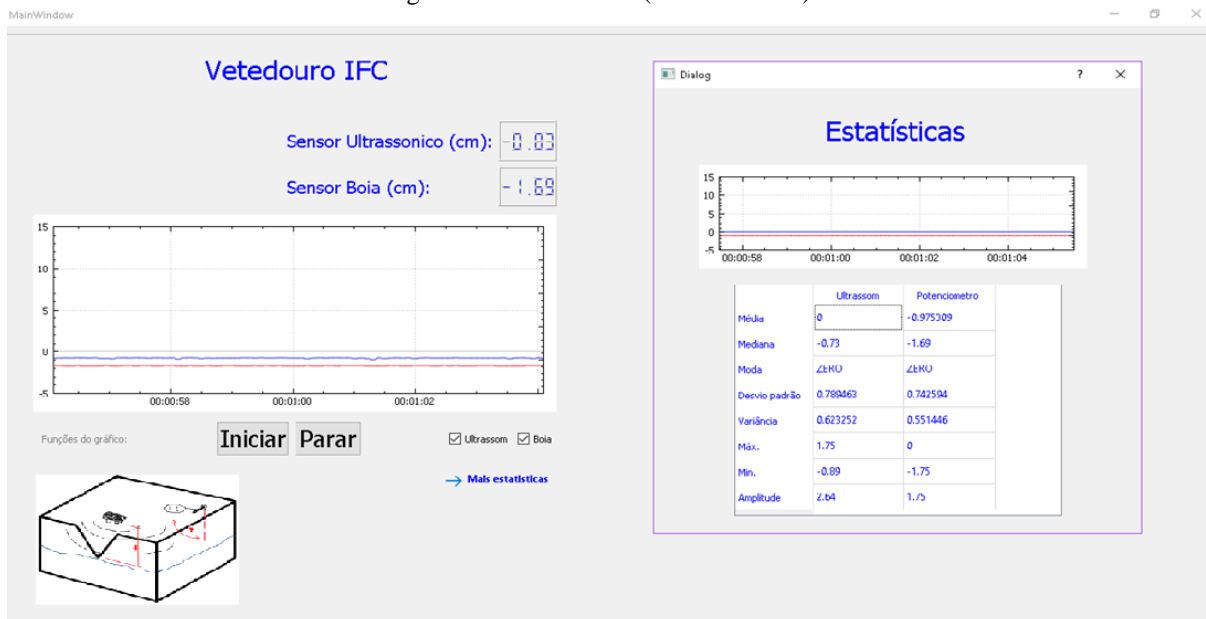 MainWindow
Vetedouro IFC
Sensor Ultrassonico (cm): -0.83
Sensor Boia (cm): -1.69
15
10
5
0
-5
00:00:58 00:01:00 00:01:02
Funções do gráfico:
Iniciar Parar
Ultrassom Boia
Mais estatisticas
Dialog ?
Estatísticas
15
10
5
0
-5
00:00:58 00:01:00 00:01:02 00:01:04
Ultrassom Potenciometro
Média 0 -0.975309
Mediana -0.73 -1.69
Moda ZERO ZERO
Desvio padrão 0.789463 0.742594
Variância 0.623252 0.551446
Máx. 1.75 0
Min. -0.89 -1.75
Amplitude 2.64 1.75